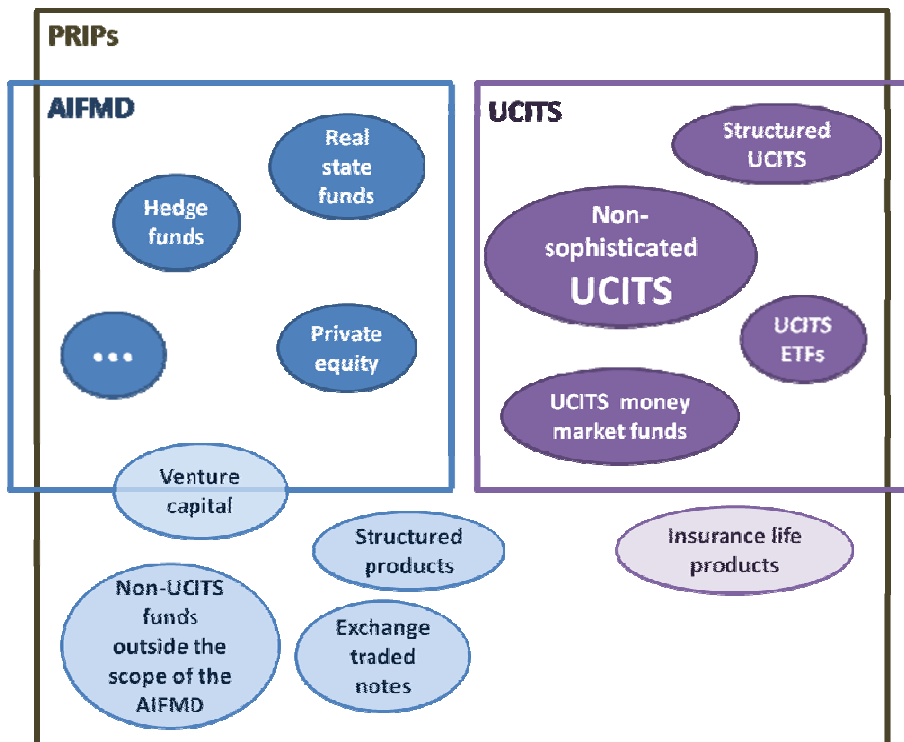 PRIPs
AIFMD
Real
state
funds
Hedge
funds
•••
Private
equity
Venture
capital
UCITS
Structured
UCITS
Non-
sophisticated
UCITS
UCITS
ETFs
UCITS money
market funds
Structured
products
Insurance life
products
Non-UCITS
funds
outside the
scope of the
AIFMD
Exchange
traded
notes